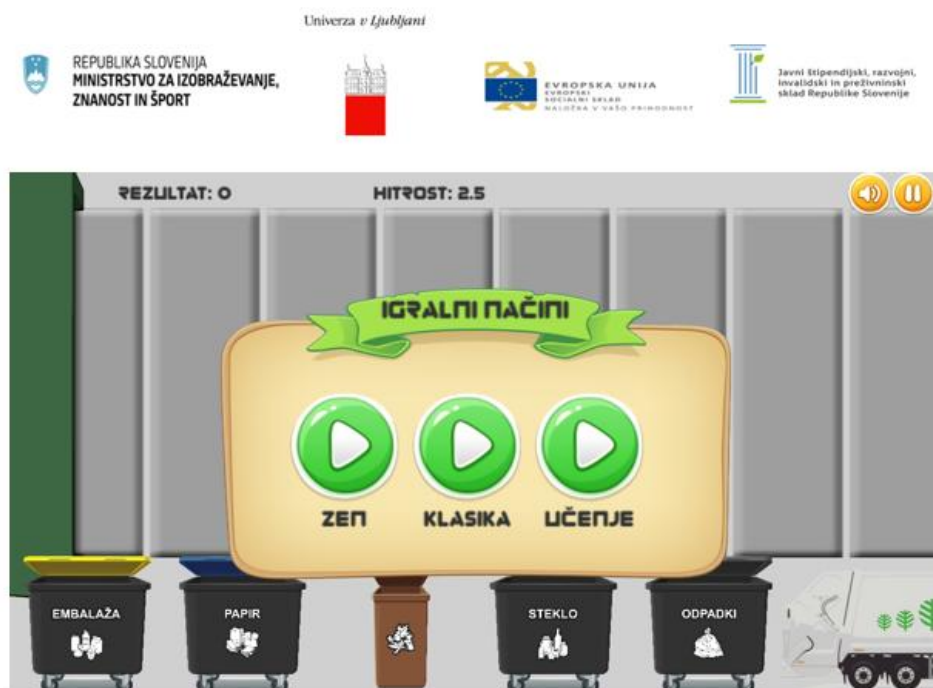 Univerza v Ljubljani
REPUBLIKA SLOVENIJA
MINISTRSTVO ZA IZOBRAŽEVANJE,
ZNANOST IN ŠPORT
EVROPSKA UNIJA
EVROPSKI
SOCIALNI SKLAD
NALOŽBA V VAŠO PRIHODNOST
Javni štipendijski, razvojni,
invalidski in preživninski
sklad Republike Slovenije
REZULTAT: 0
HITROST: 2.5
IGRALNI NAČINI
ZEN
KLASIKA
UČENJE
EMBALAŽA
PAPIR
STEKLO
ODPADKI